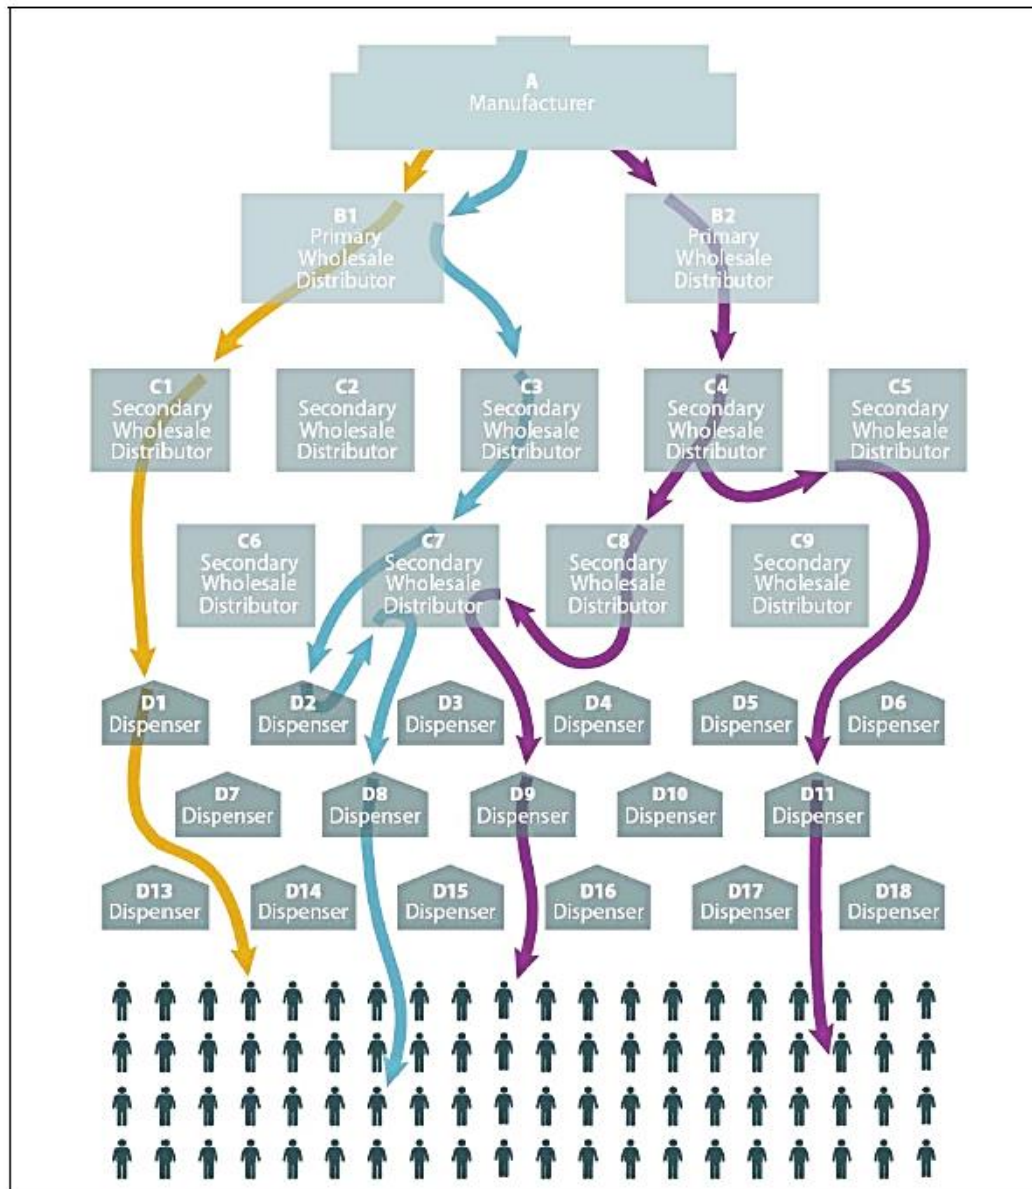 A
Manufacturer
B1
Primary
Wholesale
Distributor
B2
Primary
Wholesale
Distributor
C1
Secondary
Wholesale
Distributor
C2
Secondary
Wholesale
Distributor
C3
Secondary
Wholesale
Distributor
C4
Secondary
Wholesale
Distributor
C5
Secondary
Wholesale
Distributor
C6
Secondary
Wholesale
Distributor
C7
Secondary
Wholesale
Distributor
C8
Secondary
Wholesale
Distributor
C9
Secondary
Wholesale
Distributor
D1
Dispenser
D2
Dispenser
D3
Dispenser
D4
Dispenser
D5
Dispenser
D6
Dispenser
D7
Dispenser
D8
Dispenser
D9
Dispenser
D10
Dispenser
D11
Dispenser
D13
Dispenser
D14
Dispenser
D15
Dispenser
D16
Dispenser
D17
Dispenser
D18
Dispenser